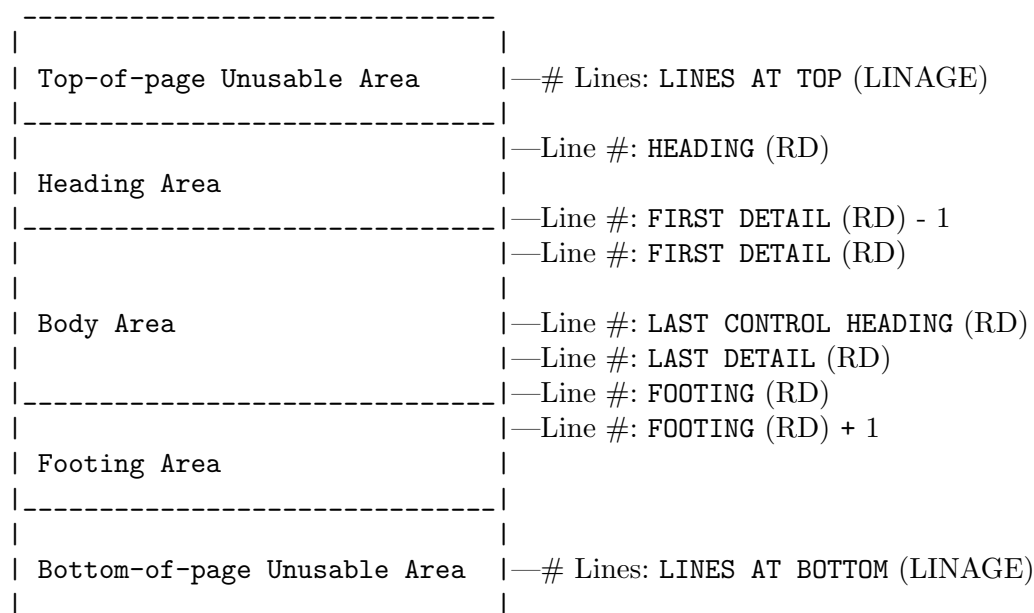 Top-of-page Unusable Area —# Lines: LINES AT TOP (LINAGE)
—Line #: HEADING (RD)
Heading Area
—Line #: FIRST DETAIL (RD) - 1
—Line #: FIRST DETAIL (RD)
Body Area —Line #: LAST CONTROL HEADING (RD)
—Line #: LAST DETAIL (RD)
—Line #: FOOTING (RD)
—Line #: FOOTING (RD) + 1
Footing Area
Bottom-of-page Unusable Area —# Lines: LINES AT BOTTOM (LINAGE)